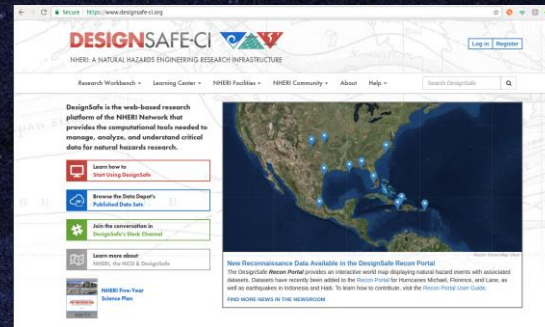 Secure https://www.designsafe-ci.org
DESIGNSAFE-CI
NHERI: A NATURAL HAZARDS ENGINEERING RESEARCH INFRASTRUCTURE
Log in Register
Research Workbench Learning Center NHERI Facilities NHERI Community About Help Search DesignSafe
DesignSafe is the web-based research
platform of the NHERI Network that
provides the computational tools needed to
manage, analyze, and understand critical
data for natural hazards research.
Learn how to
Start Using DesignSafe
Browse the Data Depot's
Published Data Sets
Join the conversation in
DesignSafe's Slack Channel
Learn more about
NHERI, the NCO & DesignSafe
NHERI Five-Year
Science Plan
Recon Portal Map View
New Reconnaissance Data Available in the DesignSafe Recon Portal
The DesignSafe Recon Portal provides an interactive world map displaying natural hazard events with associated
datasets. Datasets have recently been added to the Recon Portal for Hurricanes Michael, Florence, and Lane, as
well as earthquakes in Indonesia and Haiti. To learn how to contribute, visit the Recon Portal User Guide.
FIND MORE NEWS IN THE NEWSROOM